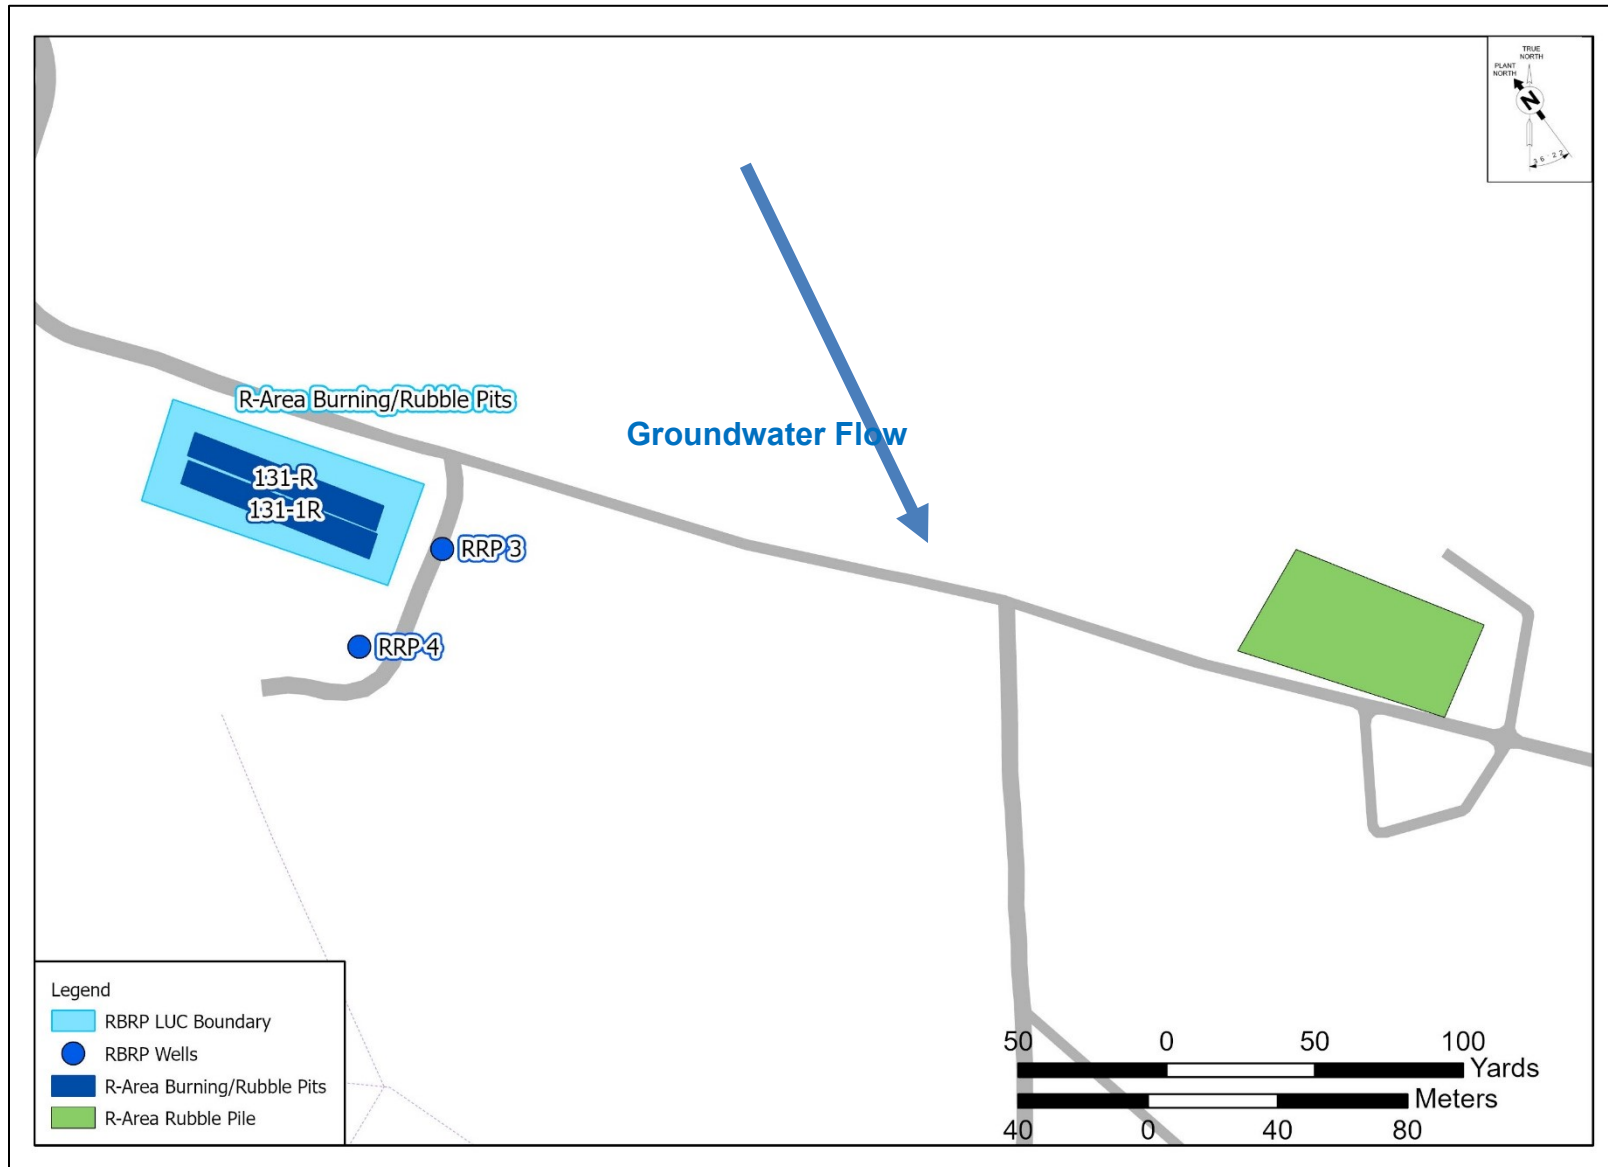 TRUE
NORTH
PLANT
NORTH
N
36 22
R-Area Burning/Rubble Pits
Groundwater Flow
131-R
131-1R
RRP 3
RRP 4
Legend
RBRP LUC Boundary
RBRP Wells
R-Area Burning/Rubble Pits
R-Area Rubble Pile
50 0 50 100
Yards
Meters
40 0 40 80